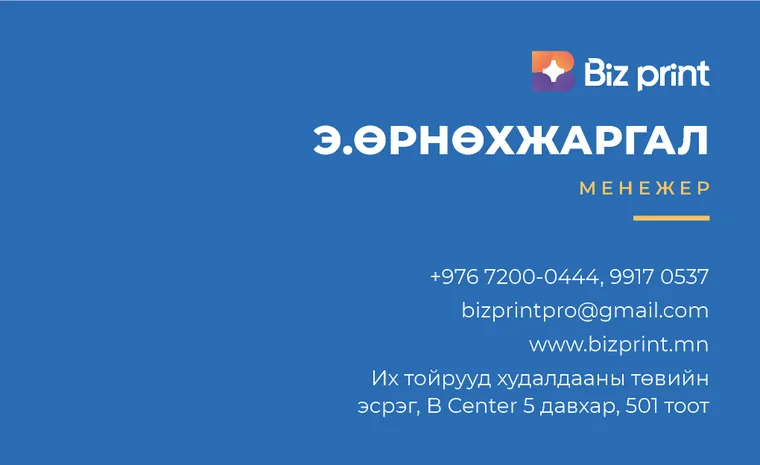 Biz print
Э.ӨРНӨХЖАРГАЛ
МЕНЕЖЕР
+976 7200-0444, 9917 0537
bizprintpro@gmail.com
www.bizprint.mn
Их тойрууд худалдааны төвийн
эсрэг, B Center 5 давхар, 501 тоот